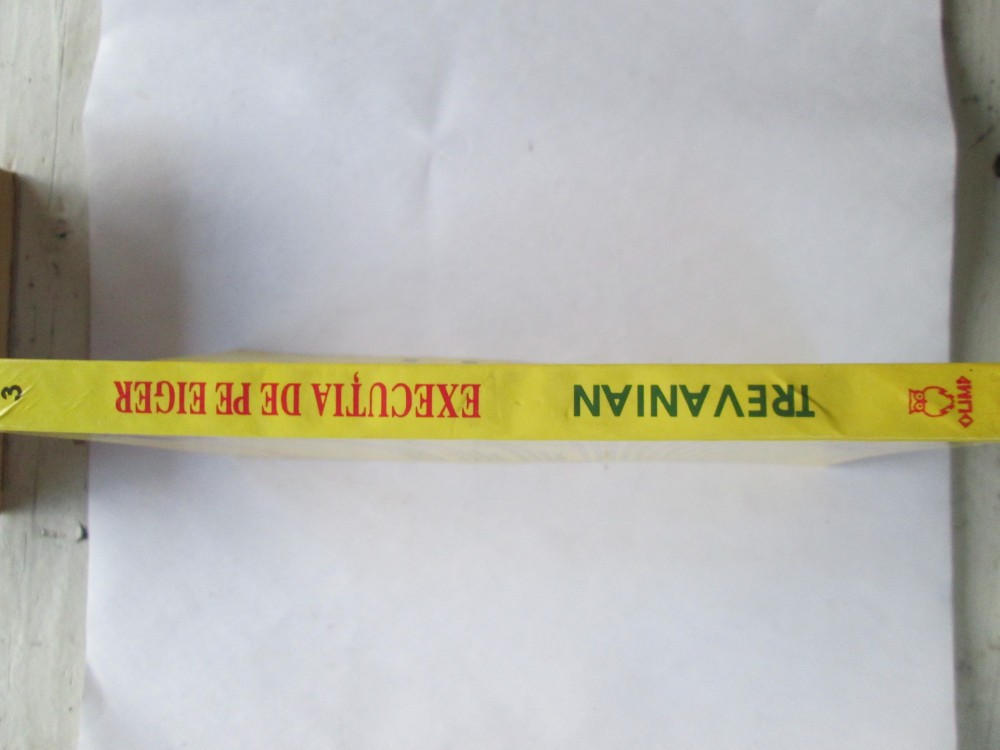 OLIMP
TREVANIAN
EXECUȚIA DE PE EIGER
3